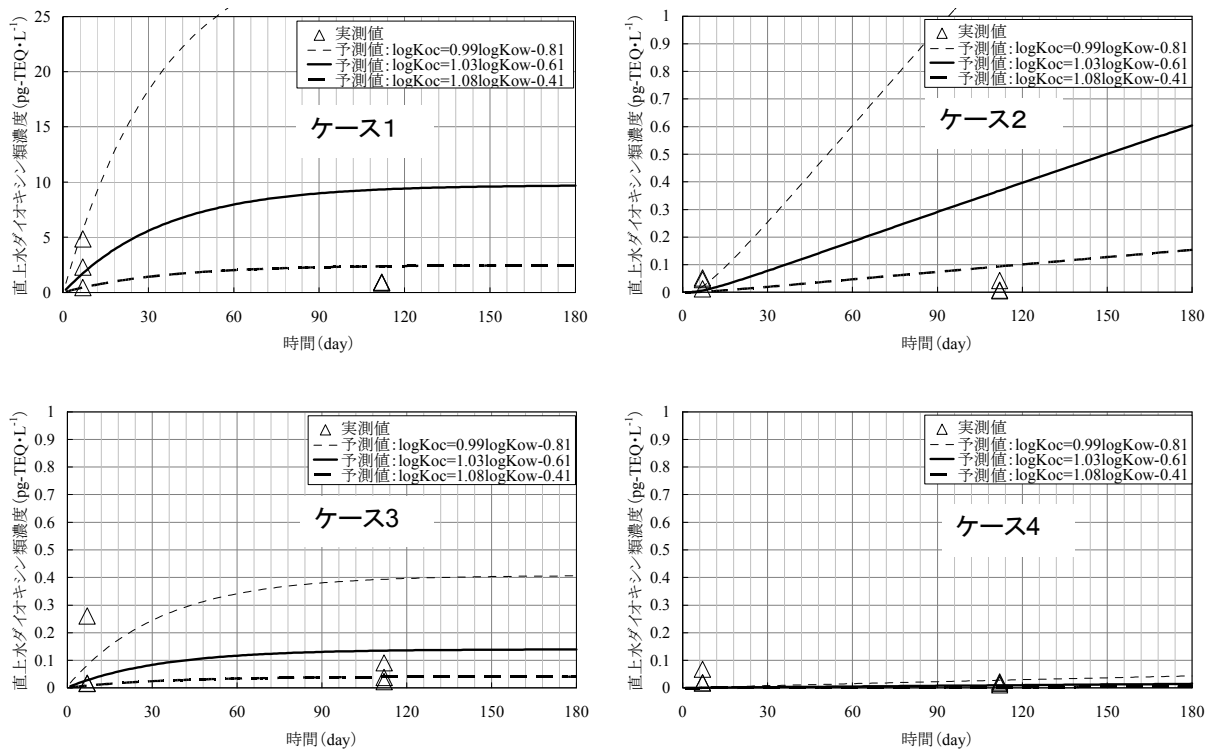 直上水ダイオキシン類濃度(pg-TEQ・L⁻¹)
25
20
15
10
5
0
△ 実測値
予測値:logKoc=0.99logKow-0.81
予測値:logKoc=1.03logKow-0.61
予測値:logKoc=1.08logKow-0.41
ケース1
0 30 60 90 120 150 180
時間(day)
直上水ダイオキシン類濃度(pg-TEQ・L⁻¹)
1
0.9
0.8
0.7
0.6
0.5
0.4
0.3
0.2
0.1
0
△ 実測値
予測値:logKoc=0.99logKow-0.81
予測値:logKoc=1.03logKow-0.61
予測値:logKoc=1.08logKow-0.41
ケース2
0 30 60 90 120 150 180
時間(day)
直上水ダイオキシン類濃度(pg-TEQ・L⁻¹)
1
0.9
0.8
0.7
0.6
0.5
0.4
0.3
0.2
0.1
0
△ 実測値
予測値:logKoc=0.99logKow-0.81
予測値:logKoc=1.03logKow-0.61
予測値:logKoc=1.08logKow-0.41
ケース3
0 30 60 90 120 150 180
時間(day)
直上水ダイオキシン類濃度(pg-TEQ・L⁻¹)
1
0.9
0.8
0.7
0.6
0.5
0.4
0.3
0.2
0.1
0
△ 実測値
予測値:logKoc=0.99logKow-0.81
予測値:logKoc=1.03logKow-0.61
予測値:logKoc=1.08logKow-0.41
ケース4
0 30 60 90 120 150 180
時間(day)